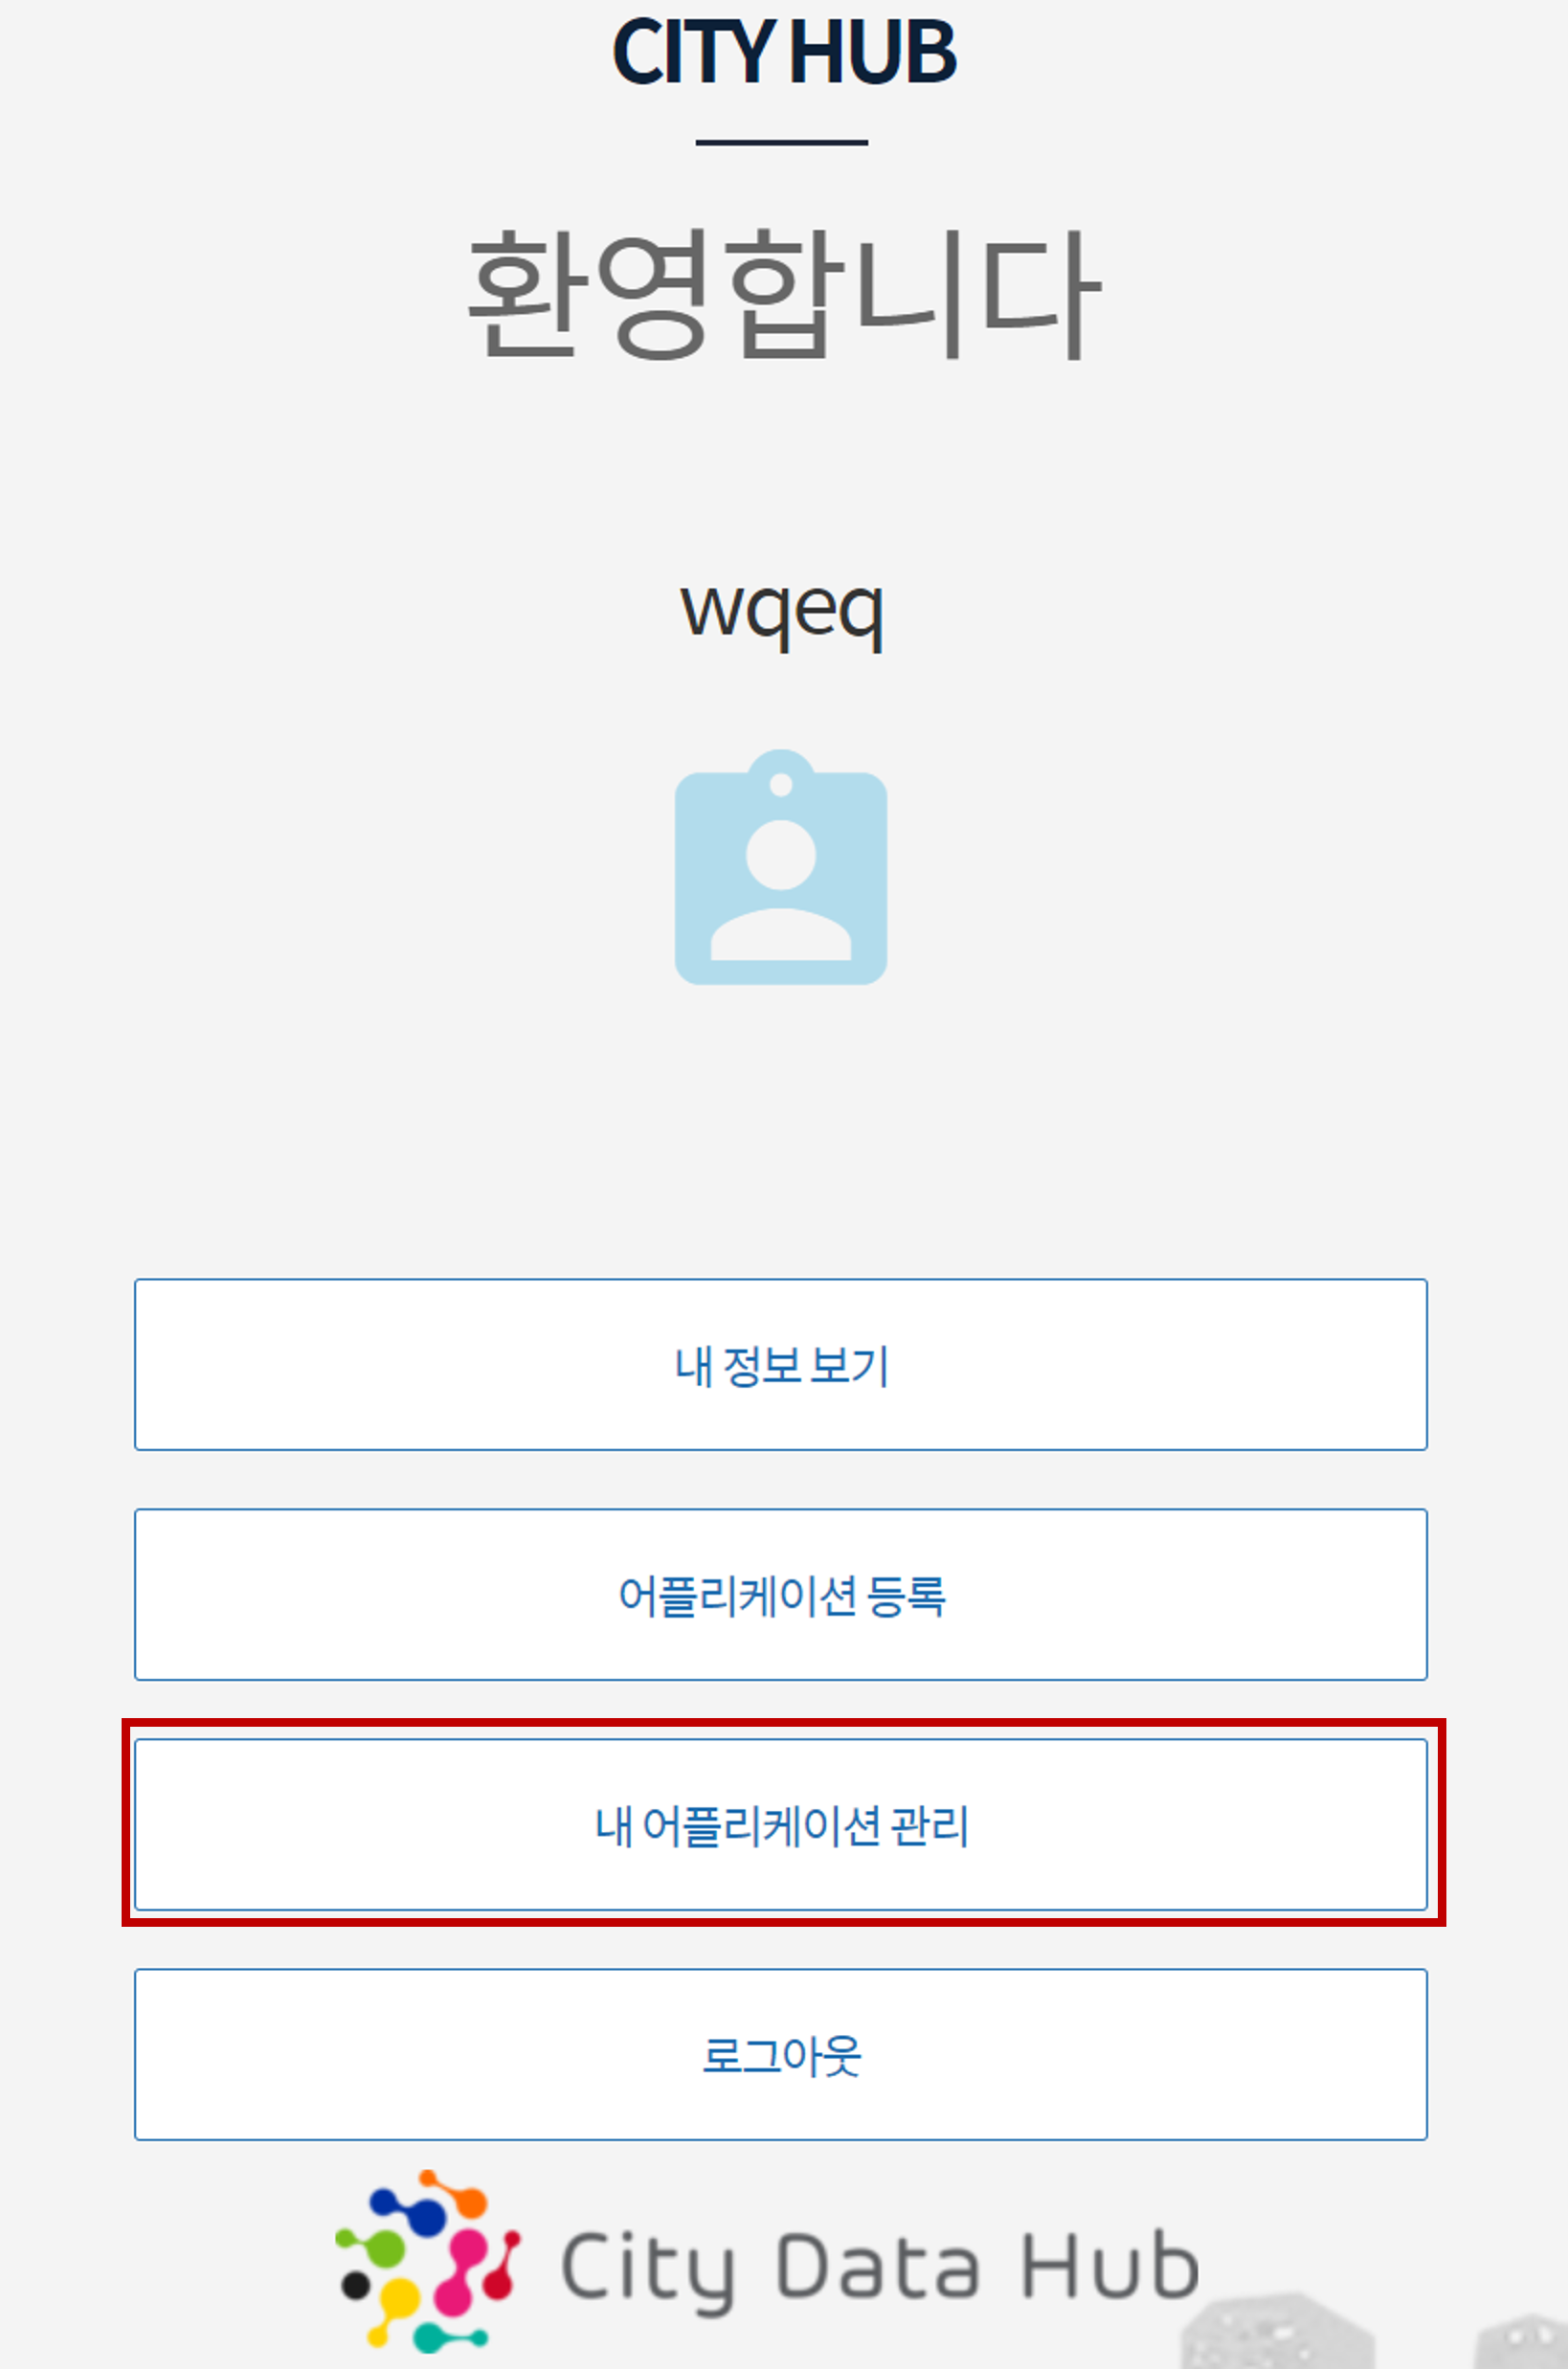 CITY HUB
환영합니다
wqeq
내 정보 보기
어플리케이션 등록
내 어플리케이션 관리
로그아웃
City Data Hub